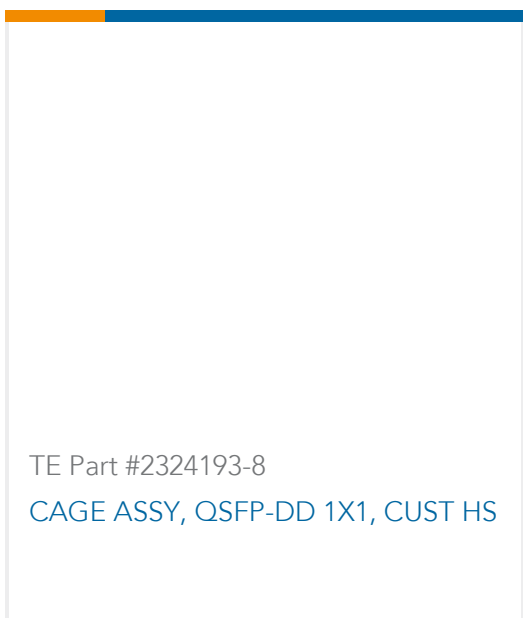 TE Part #2324193-8
CAGE ASSY, QSFP-DD 1X1, CUST HS